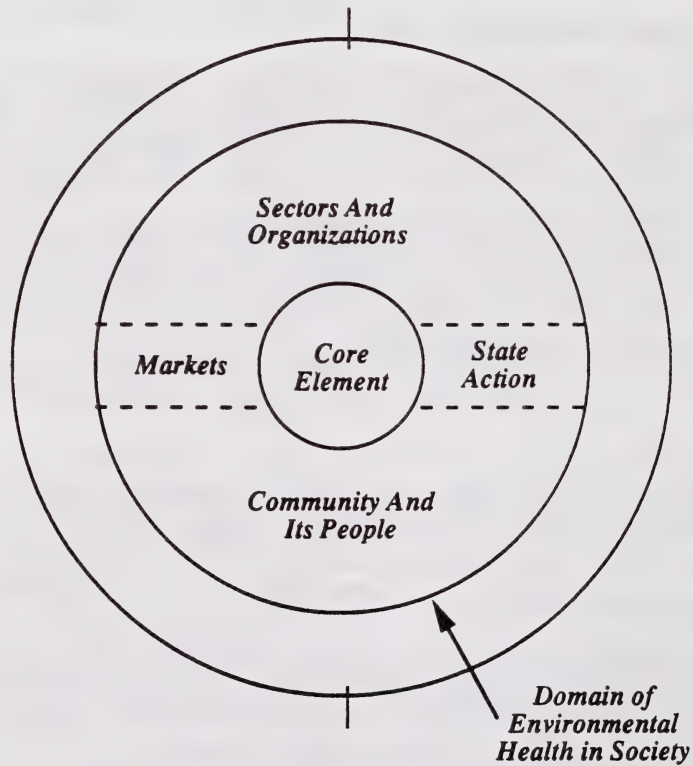 Sectors And
Organizations
Markets
Core
Element
State
Action
Community And
Its People
Domain of
Environmental
Health in Society